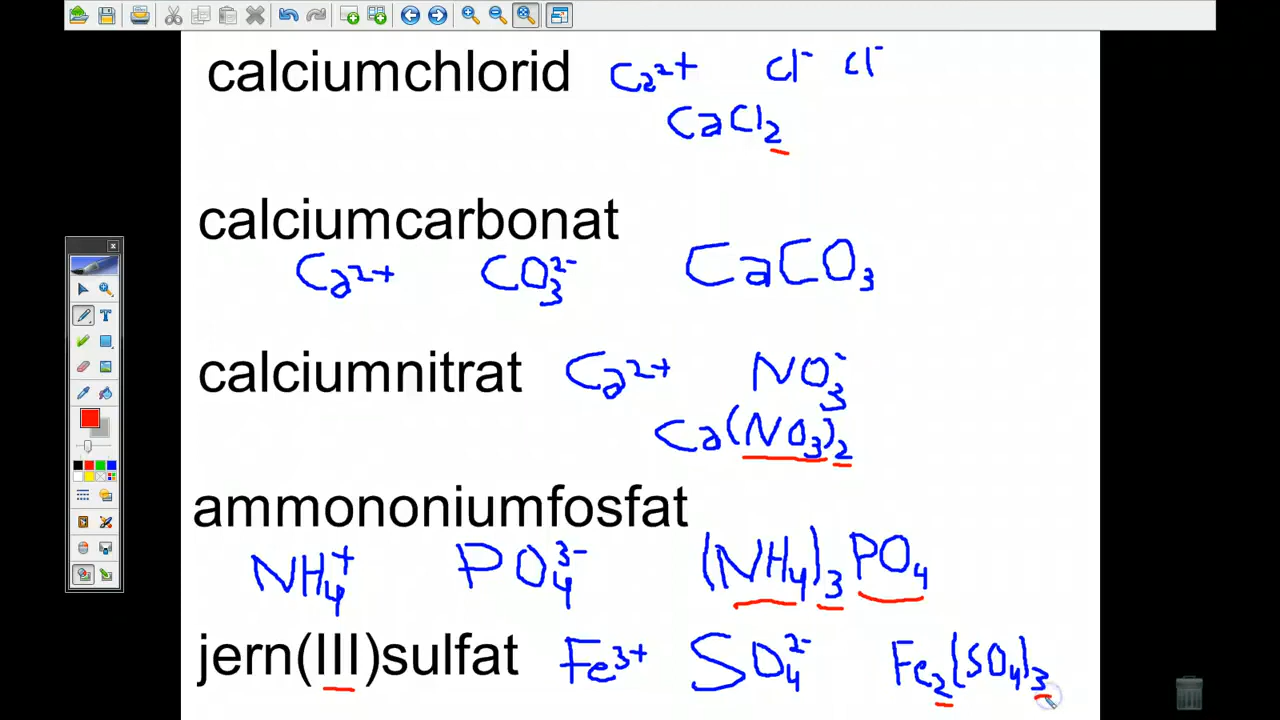 calciumchlorid Ca²⁺ Cl⁻ Cl⁻
CaCl₂
calciumcarbonat
Ca²⁺ CO₃²⁻ CaCO₃
calciumnitrat Ca²⁺ NO₃⁻
Ca(NO₃)₂
ammononiumfosfat
NH₄⁺ PO₄³⁻ (NH₄)₃PO₄
jern(III)sulfat Fe³⁺ SO₄²⁻ Fe₂(SO₄)₃